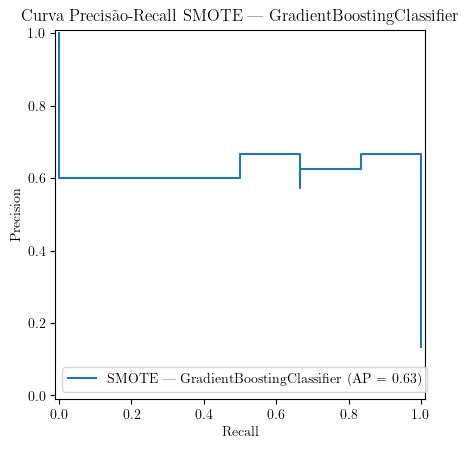 Curva Precisão-Recall SMOTE — GradientBoostingClassifier
1.0
0.8
0.6
0.4
0.2
0.0
Precision
SMOTE — GradientBoostingClassifier (AP = 0.63)
0.0 0.2 0.4 0.6 0.8 1.0
Recall